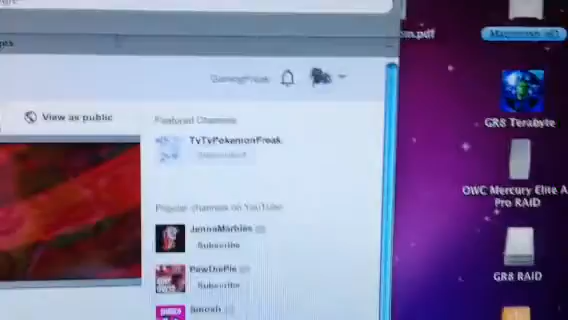 GamingFreak
View as public
Featured Channels
TvTvPokemonFreak
Subscribed
Popular channels on YouTube
JennaMarbles
Subscribe
PewDiePie
Subscribe
Smosh
Macintosh HD
GR8 Terabyte
OWC Mercury Elite A
Pro RAID
GR8 RAID